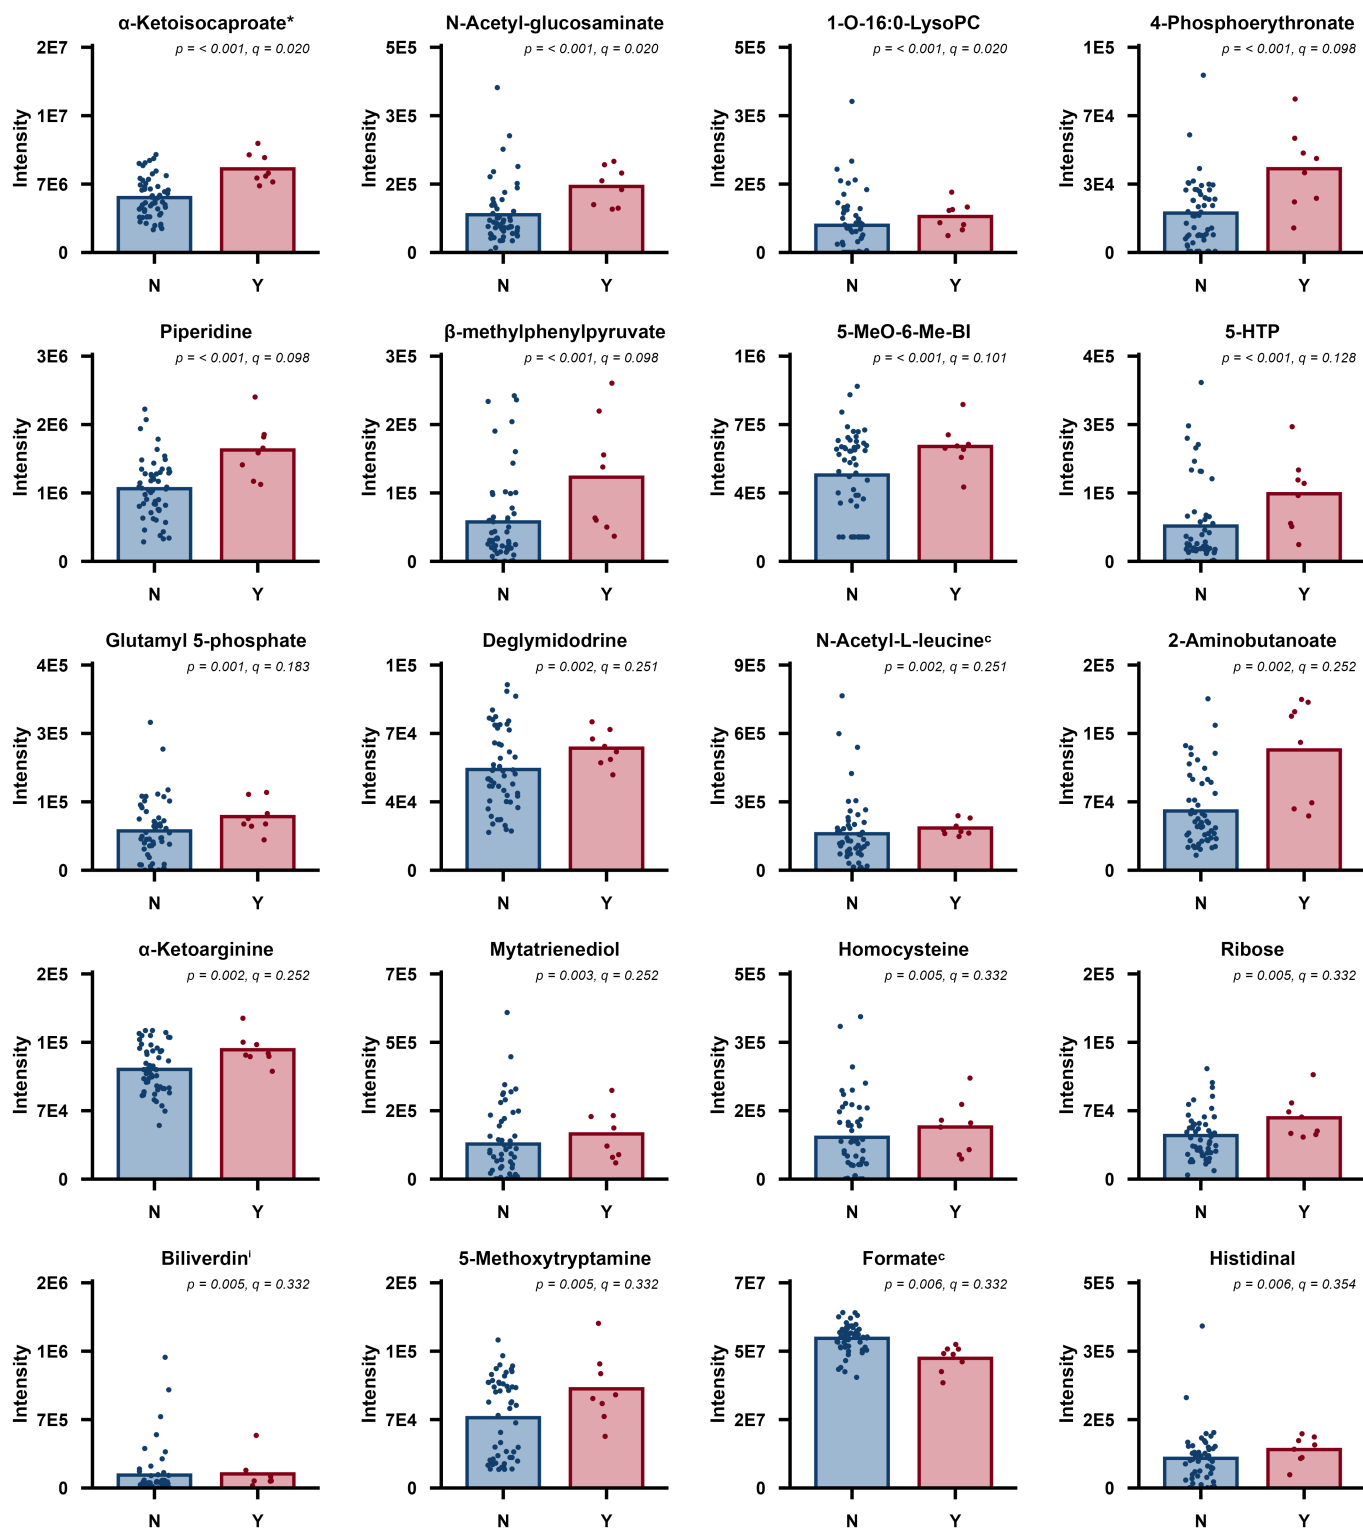 α-Ketoisocaproate* N-Acetyl-glucosaminate 1-O-16:0-LysoPC 4-Phosphoerythronate
p = < 0.001, q = 0.020 p = < 0.001, q = 0.020 p = < 0.001, q = 0.020 p = < 0.001, q = 0.098
2E7 5E5 5E5 1E5
1E7 3E5 3E5 7E4
Intensity Intensity Intensity Intensity
7E6 2E5 2E5 3E4
0 0 0 0
N Y N Y N Y N Y
Piperidine β-methylphenylpyruvate 5-MeO-6-Me-BI 5-HTP
p = < 0.001, q = 0.098 p = < 0.001, q = 0.098 p = < 0.001, q = 0.101 p = < 0.001, q = 0.128
3E6 3E5 1E6 4E5
2E6 2E5 7E5 3E5
Intensity Intensity Intensity Intensity
1E6 1E5 4E5 1E5
0 0 0 0
N Y N Y N Y N Y
Glutamyl 5-phosphate Deglymidodrine N-Acetyl-L-leucineᶜ 2-Aminobutanoate
p = 0.001, q = 0.183 p = 0.002, q = 0.251 p = 0.002, q = 0.251 p = 0.002, q = 0.252
4E5 1E5 9E5 2E5
3E5 7E4 6E5 1E5
Intensity Intensity Intensity Intensity
1E5 4E4 3E5 7E4
0 0 0 0
N Y N Y N Y N Y
α-Ketoarginine Mytatrienediol Homocysteine Ribose
p = 0.002, q = 0.252 p = 0.003, q = 0.252 p = 0.005, q = 0.332 p = 0.005, q = 0.332
2E5 7E5 5E5 2E5
1E5 5E5 3E5 1E5
Intensity Intensity Intensity Intensity
7E4 2E5 2E5 7E4
0 0 0 0
N Y N Y N Y N Y
Biliverdinⁱ 5-Methoxytryptamine Formateᶜ Histidinal
p = 0.005, q = 0.332 p = 0.005, q = 0.332 p = 0.006, q = 0.332 p = 0.006, q = 0.354
2E6 2E5 7E7 5E5
1E6 1E5 5E7 3E5
Intensity Intensity Intensity Intensity
7E5 7E4 2E7 2E5
0 0 0 0
N Y N Y N Y N Y